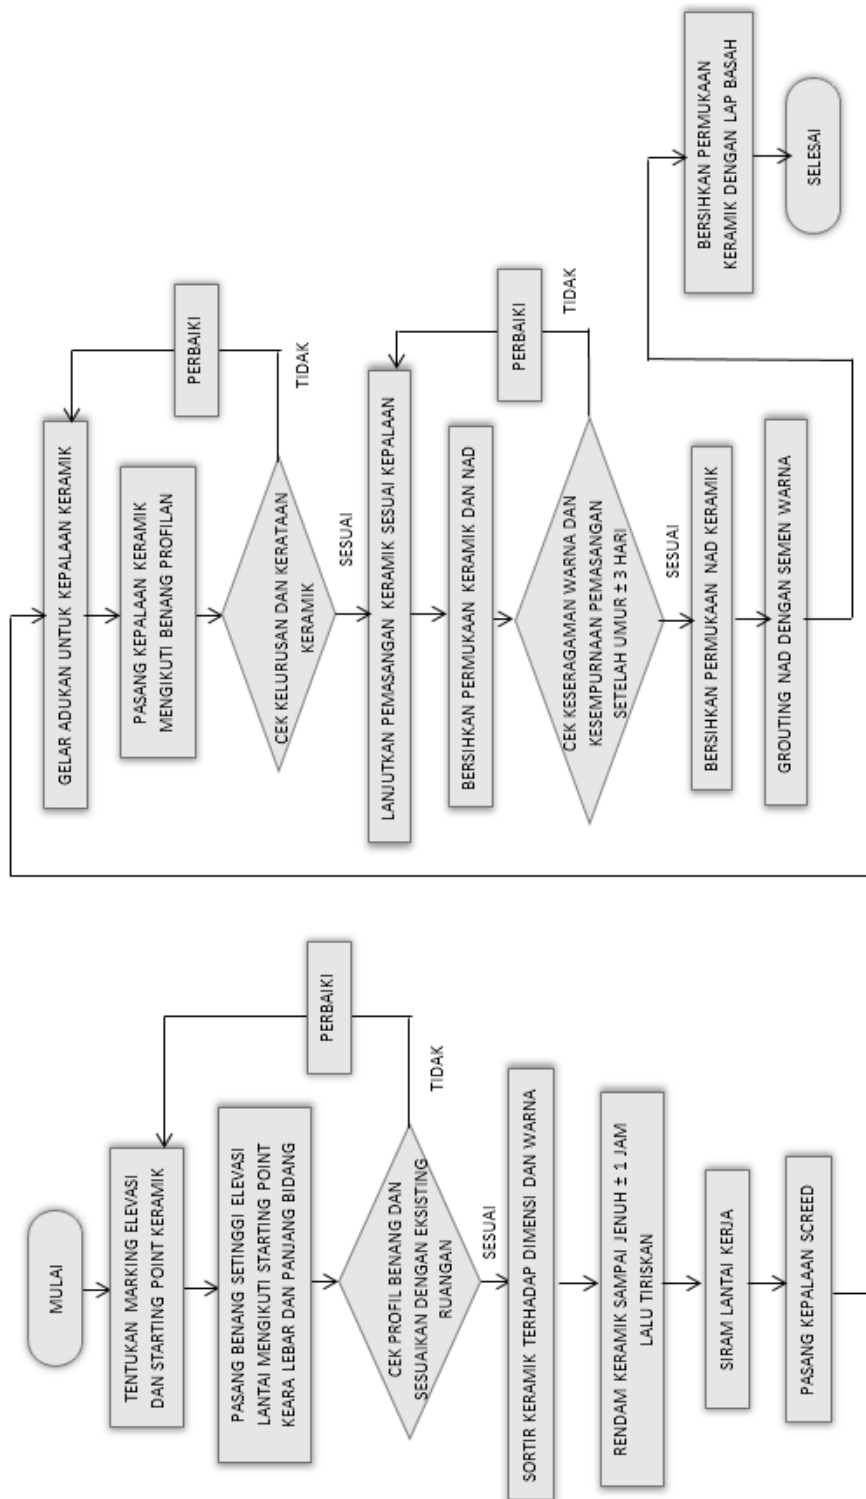 MULAI
TENTUKAN MARKING ELEVASI
DAN STARTING POINT KERAMIK
PASANG BENANG SETINGGI ELEVASI
LANTAI MENGIKUTI STARTING POINT
KEARA LEBAR DAN PANJANG BIDANG
PERBAIKI
CEK PROFIL BENANG DAN
SESUAIKAN DENGAN EKSISTING
RUANGAN
TIDAK
SESUAI
SORTIR KERAMIK TERHADAP DIMENSI DAN WARNA
RENDAM KERAMIK SAMPAI JENUH ± 1 JAM
LALU TIRISKAN
SIRAM LANTAI KERJA
PASANG KEPALAAN SCREED
GELAR ADUKAN UNTUK KEPALAAN KERAMIK
PASANG KEPALAAN KERAMIK
MENGIKUTI BENANG PROFILAN
PERBAIKI
CEK KELURUSAN DAN KERATAAN
KERAMIK
TIDAK
SESUAI
LANJUTKAN PEMASANGAN KERAMIK SESUAI KEPALAAN
BERSIHKAN PERMUKAAN KERAMIK DAN NAD
PERBAIKI
CEK KESERAGAMAN WARNA DAN
KESEMPURNAAN PEMASANGAN
SETELAH UMUR ± 3 HARI
TIDAK
SESUAI
BERSIHKAN PERMUKAN NAD KERAMIK
GROUTING NAD DENGAN SEMEN WARNA
BERSIHKAN PERMUKAAN
KERAMIK DENGAN LAP BASAH
SELESAI